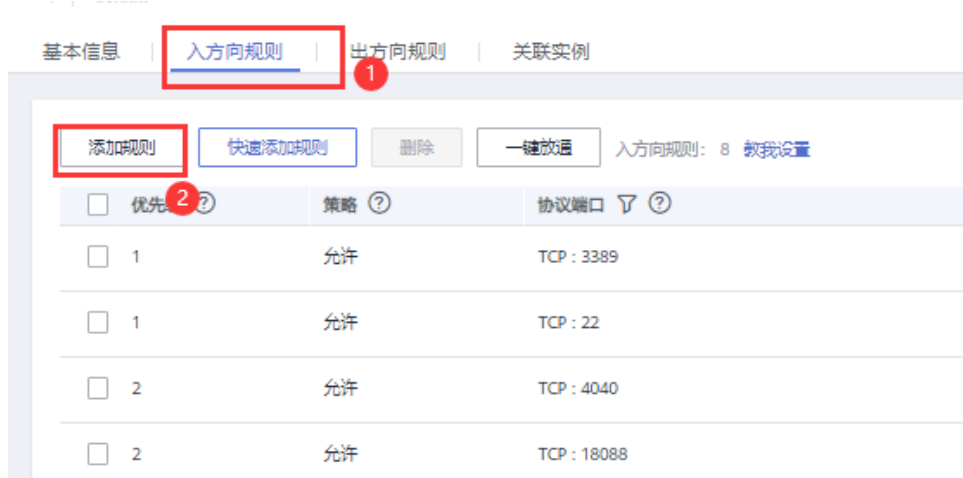 基本信息 入方向规则 出方向规则 关联实例
1
添加规则 快速添加规则 删除 一键放通 入方向规则: 8 教我设置
2
优先 策略 协议端口
1 允许 TCP : 3389
1 允许 TCP : 22
2 允许 TCP : 4040
2 允许 TCP : 18088